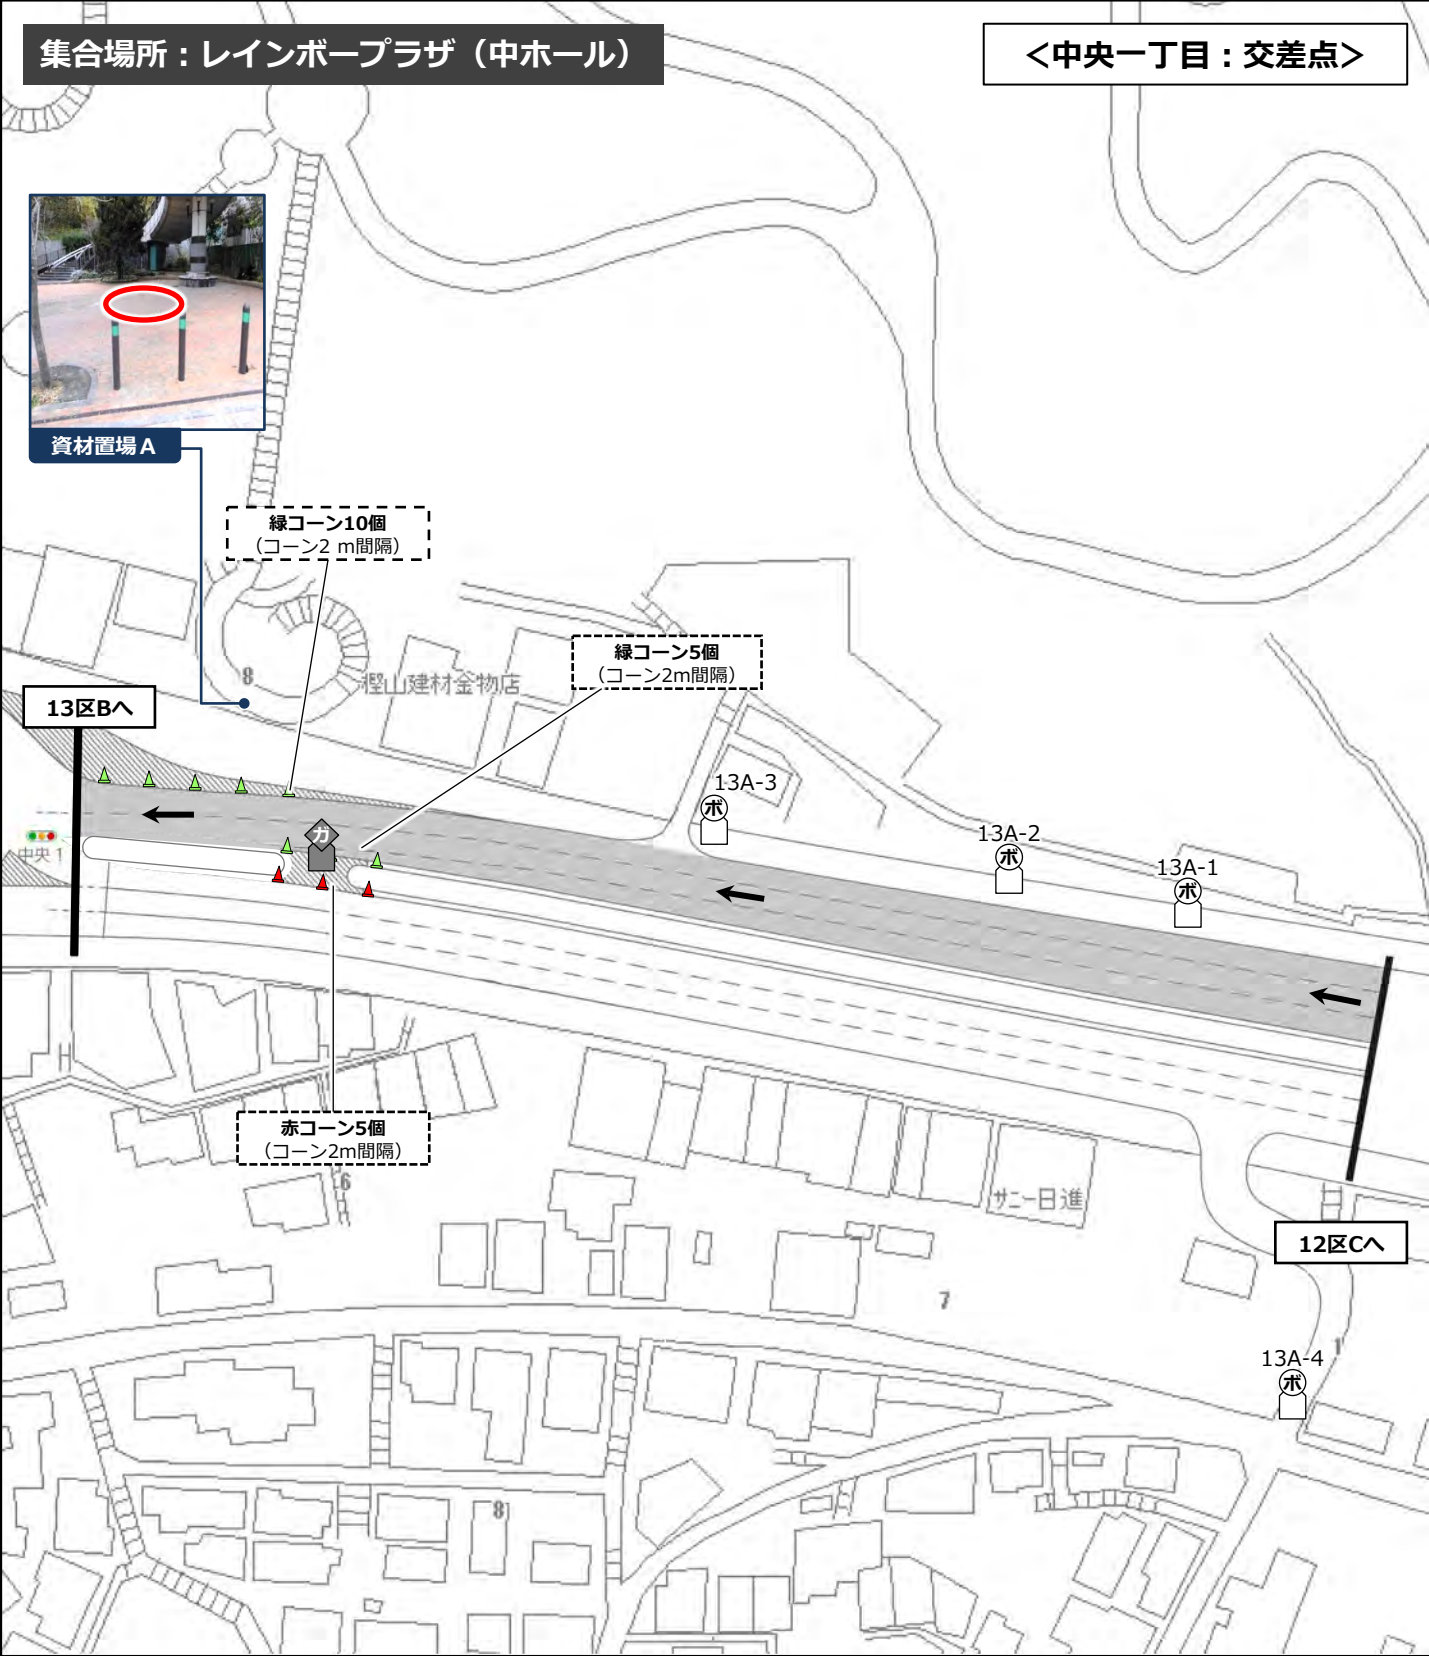 集合場所：レインボープラザ（中ホール）
＜中央一丁目：交差点＞
資材置場A
緑コーン10個
（コーン2 m間隔）
緑コーン5個
（コーン2m間隔）
8
樫山建材金物店
13区Bへ
13A-3
ボ
13A-2
ボ
13A-1
ボ
ガ
中央 1
赤コーン5個
（コーン2m間隔）
6
サニー日進
12区Cへ
7
1
13A-4
ボ
8